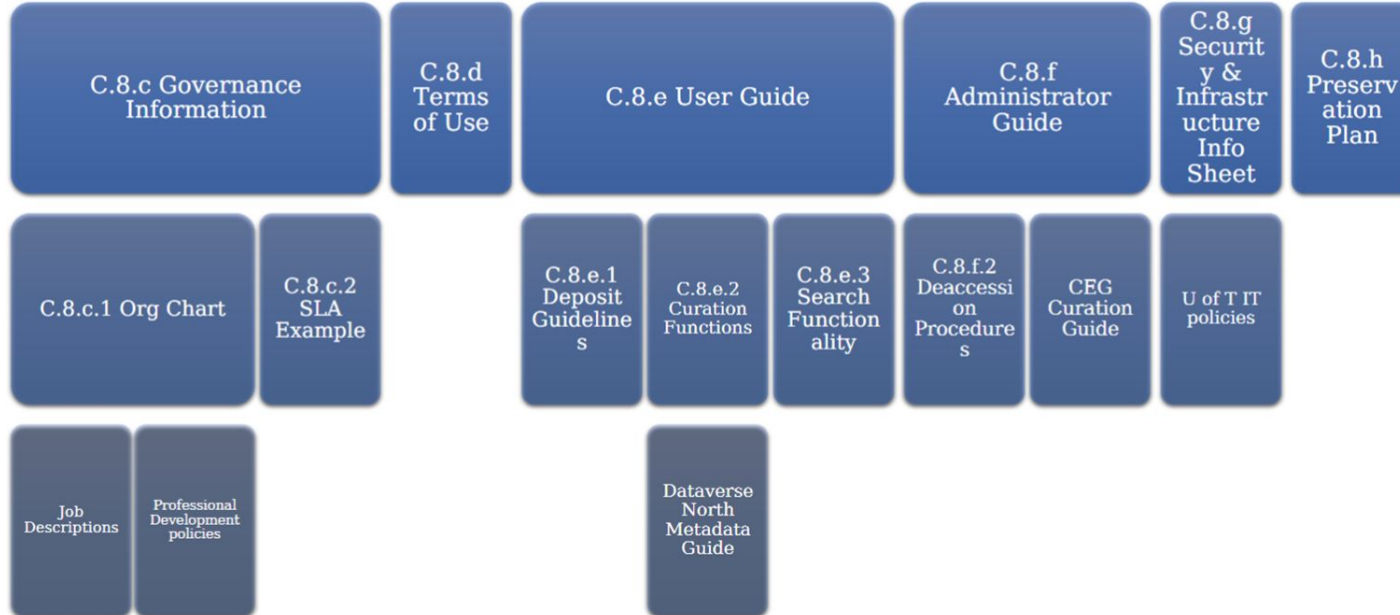 C.8.c Governance
Information
C.8.d
Terms
of Use
C.8.e User Guide
C.8.f
Administrator
Guide
C.8.g
Securit
y &
Infrastr
ucture
Info
Sheet
C.8.h
Preserv
ation
Plan
C.8.c.1 Org Chart
C.8.c.2
SLA
Example
C.8.e.1
Deposit
Guideline
s
C.8.e.2
Curation
Functions
C.8.e.3
Search
Function
ality
C.8.f.2
Deaccessi
on
Procedure
s
CEG
Curation
Guide
U of T IT
policies
Job
Descriptions
Professional
Development
policies
Dataverse
North
Metadata
Guide